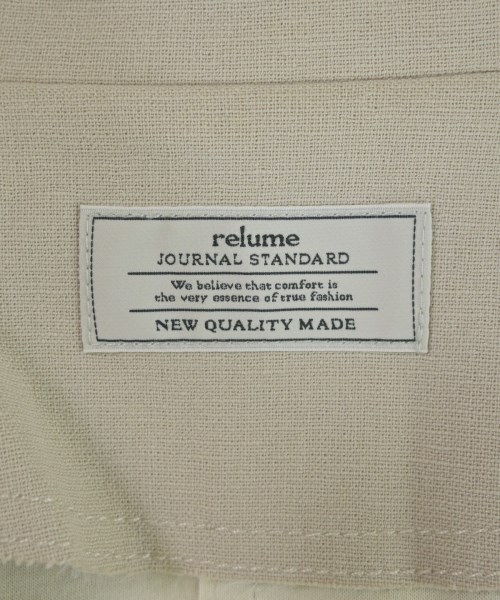 relume
JOURNAL STANDARD
We believe that comfort is
the very essence of true fashion
NEW QUALITY MADE